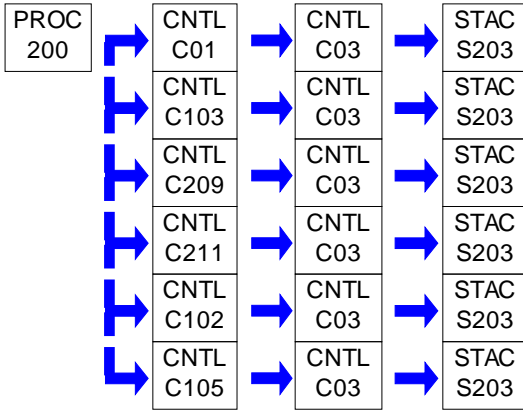 PROC
200
CNTL
C01
CNTL
C03
STAC
S203
CNTL
C103
CNTL
C03
STAC
S203
CNTL
C209
CNTL
C03
STAC
S203
CNTL
C211
CNTL
C03
STAC
S203
CNTL
C102
CNTL
C03
STAC
S203
CNTL
C105
CNTL
C03
STAC
S203